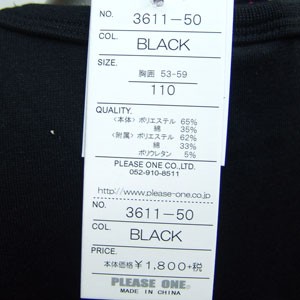 NO. 3611-50
COL. BLACK
SIZE. 胸囲 53-59
110
QUALITY.
(本体) ポリエステル 65%
綿 35%
(附属) ポリエステル 62%
綿 33%
ポリウレタン 5%
PLEASE ONE CO.,LTD.
052-910-8511
http://www.please-one.co.jp/
NO. 3611-50
COL. BLACK
PRICE.
本体価格 ¥1,800+税
PLEASE ONE.
MADE IN CHINA